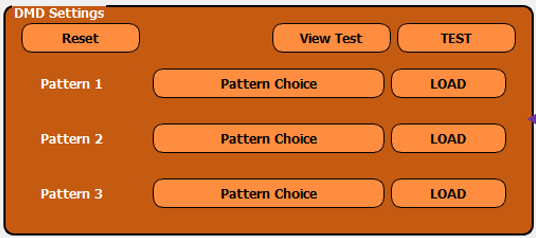 DMD Settings
Reset View Test TEST
Pattern 1 Pattern Choice LOAD
Pattern 2 Pattern Choice LOAD
Pattern 3 Pattern Choice LOAD